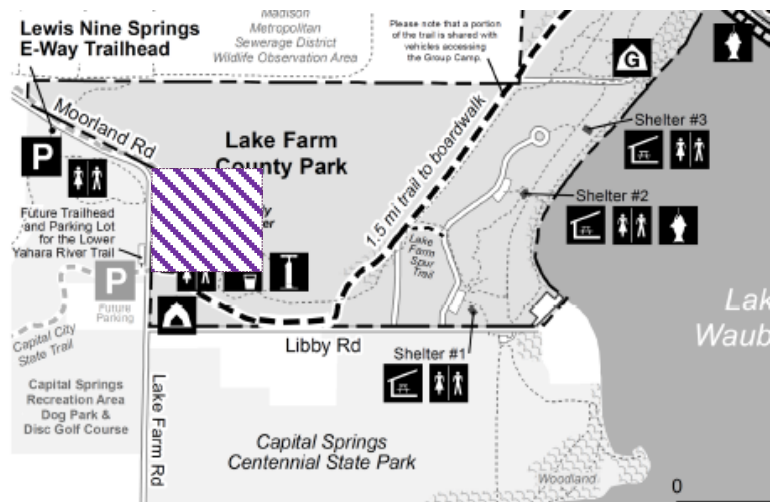 Madison
Metropolitan
Sewerage District
Wildlife Observation Area
Lewis Nine Springs
E-Way Trailhead
Please note that a portion
of the trail is shared with
vehicles accessing
the Group Camp.
G
Moorland Rd
P
Lake Farm
County Park
1.5 mi trail to boardwalk
Shelter #3
Shelter #2
Future Trailhead
and Parking Lot
for the Lower
Yahara River Trail
Lake
Farm
Spur
Trail
P
Future
Parking
Capital City
State Trail
Libby Rd
Shelter #1
Lake Farm Rd
Capital Springs
Recreation Area
Dog Park &
Disc Golf Course
Capital Springs
Centennial State Park
Woodland
0